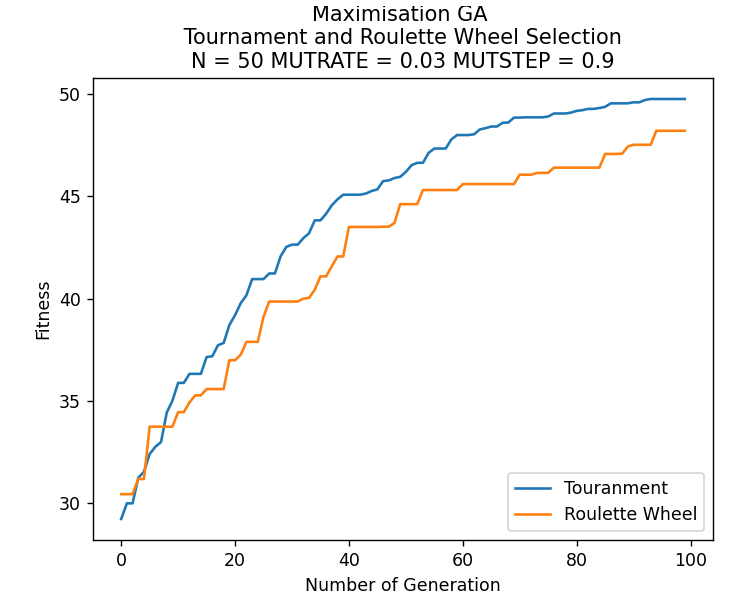 Maximisation GA
Tournament and Roulette Wheel Selection
N = 50 MUTRATE = 0.03 MUTSTEP = 0.9
50
45
40
35
30
Fitness
Touranment
Roulette Wheel
0 20 40 60 80 100
Number of Generation